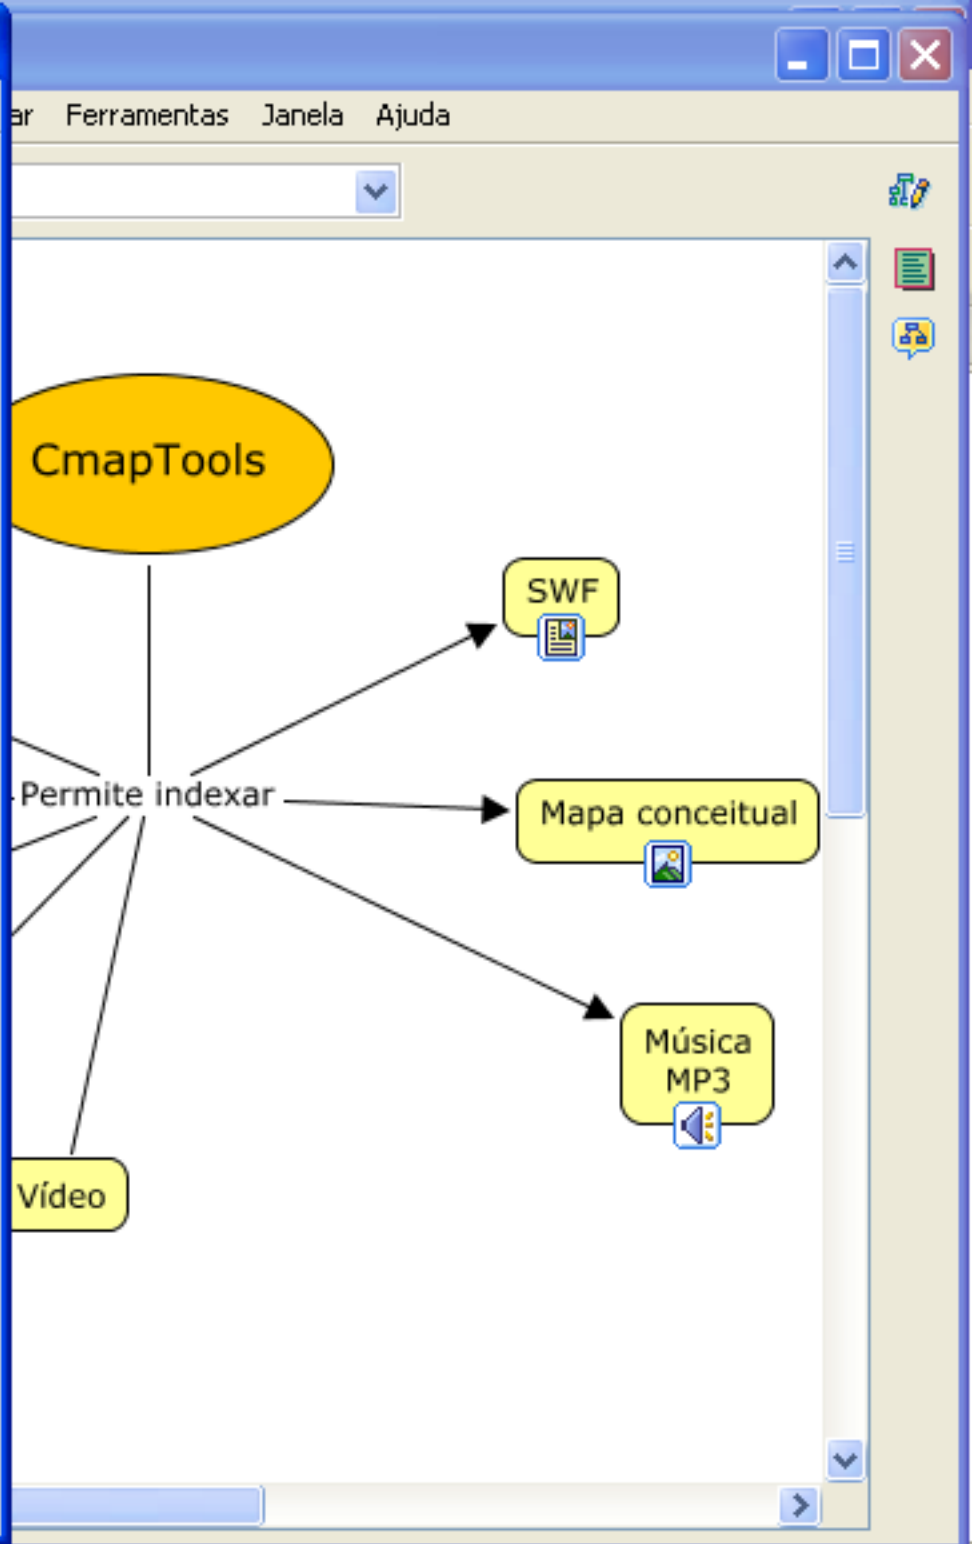 ar Ferramentas Janela Ajuda
CmapTools
SWF
Permite indexar
Mapa conceitual
Música
MP3
Vídeo